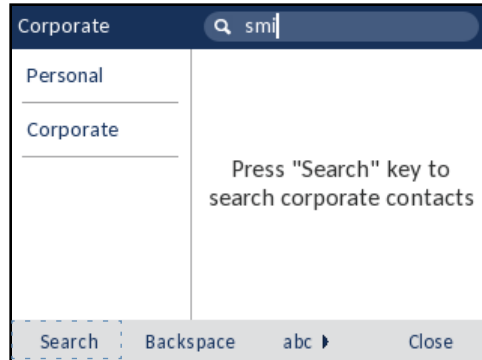 Corporate smi
Personal
Corporate
Press "Search" key to
search corporate contacts
Search Backspace abc Close